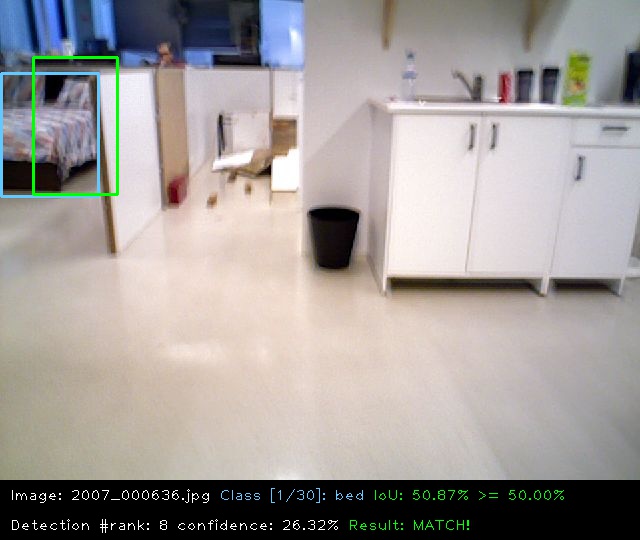 Image: 2007_000636.jpg Class [1/30]: bed IoU: 50.87% >= 50.00%
Detection #rank: 8 confidence: 26.32% Result: MATCH!